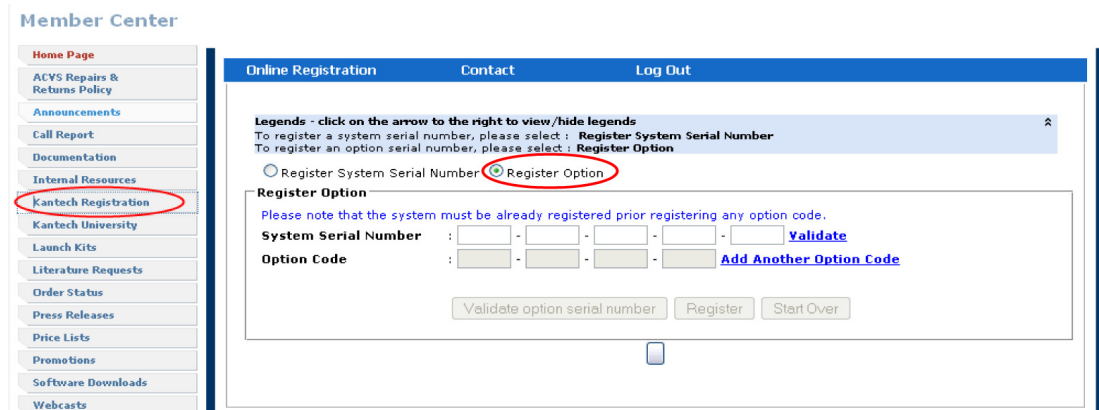 Member Center
Home Page
ACVS Repairs &
Returns Policy
Announcements
Call Report
Documentation
Internal Resources
Kantech Registration
Kantech University
Launch Kits
Literature Requests
Order Status
Press Releases
Price Lists
Promotions
Software Downloads
Webcasts
Online Registration Contact Log Out
Legends - click on the arrow to the right to view/hide legends
To register a system serial number, please select : Register System Serial Number
To register an option serial number, please select : Register Option
Register System Serial Number Register Option
Register Option
Please note that the system must be already registered prior registering any option code.
System Serial Number : - - - - Validate
Option Code : - - - Add Another Option Code
Validate option serial number Register Start Over